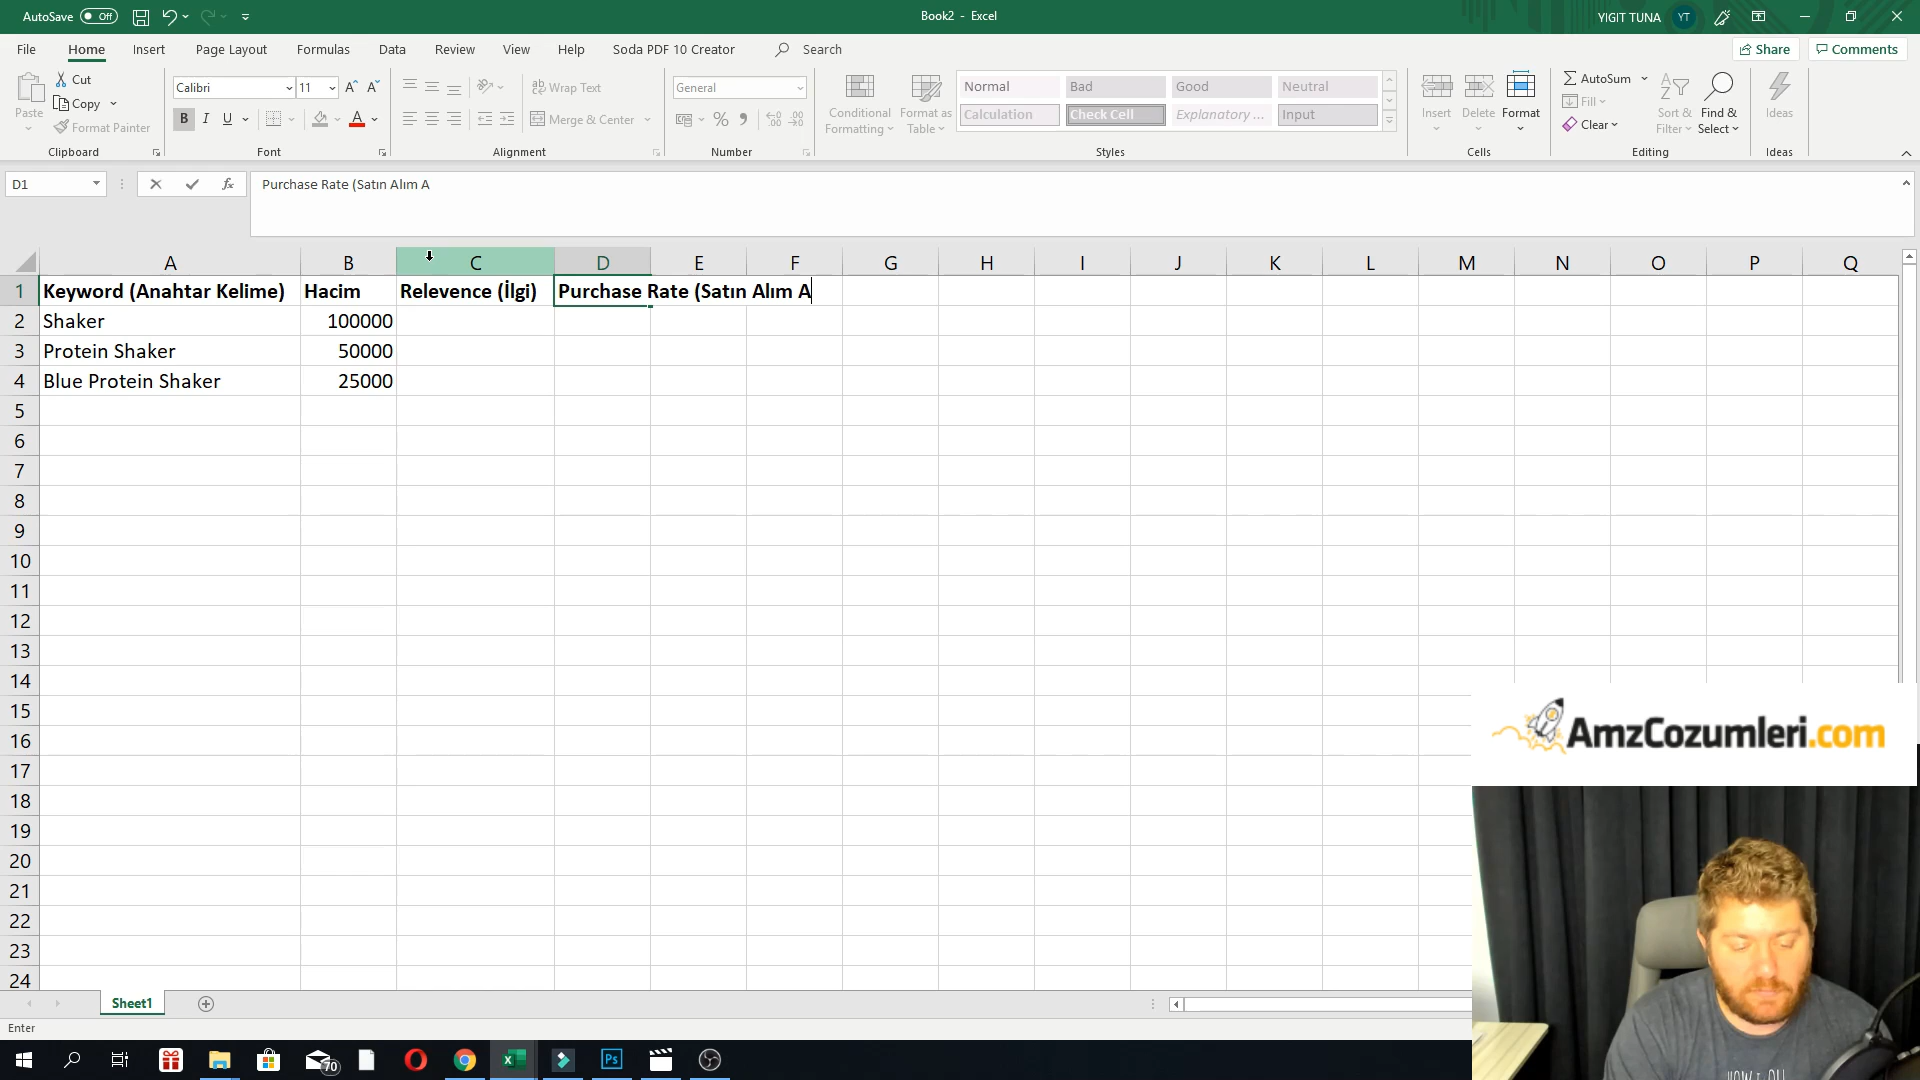 AutoSave Off
Book2 - Excel
YIGIT TUNA YT
File Home Insert Page Layout Formulas Data Review View Help Soda PDF 10 Creator Search
Share Comments
Paste
Cut
Copy
Format Painter
Clipboard
Calibri 11
B I U
Font
Wrap Text
Merge & Center
Alignment
General
Number
Conditional Formatting
Format as Table
Normal Bad Good Neutral
Calculation Check Cell Explanatory ... Input
Styles
Insert Delete Format
Cells
AutoSum
Fill
Clear
Sort & Filter
Find & Select
Editing
Ideas
Ideas
D1
fx
Purchase Rate (Satın Alım A
A B C D E F G H I J K L M N O P Q
1 Keyword (Anahtar Kelime) Hacim Relevence (İlgi) Purchase Rate (Satın Alım A
2 Shaker 100000
3 Protein Shaker 50000
4 Blue Protein Shaker 25000
5
6
7
8
9
10
11
12
13
14
15
16
17
18
19
20
21
22
23
24
AmzCozumleri.com
Sheet1
Enter
70
Ps